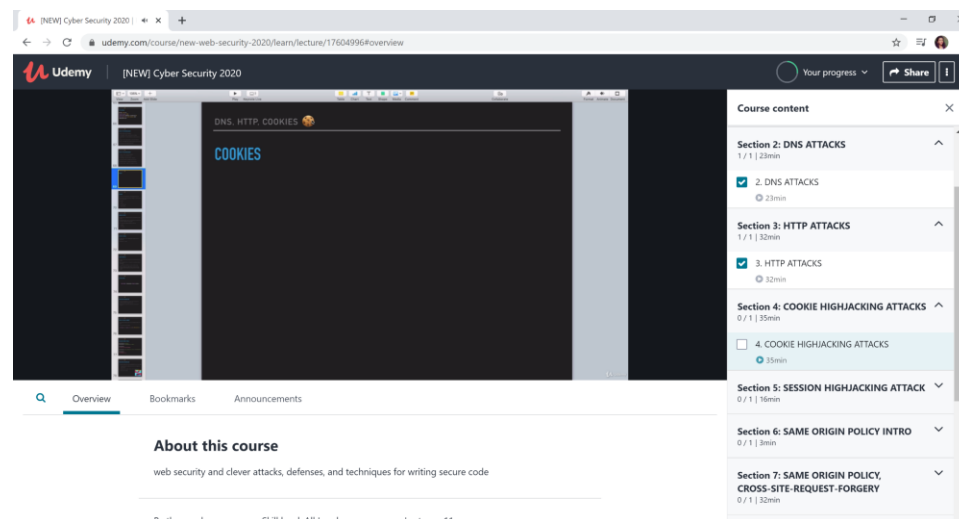 [NEW] Cyber Security 2020 |
udemy.com/course/new-web-security-2020/learn/lecture/17604996#overview
Udemy [NEW] Cyber Security 2020 Your progress Share
DNS. HTTP. COOKIES
COOKIES
Course content
Section 2: DNS ATTACKS
1 / 1 | 23min
2. DNS ATTACKS
23min
Section 3: HTTP ATTACKS
1 / 1 | 32min
3. HTTP ATTACKS
32min
Section 4: COOKIE HIGHJACKING ATTACKS
0 / 1 | 35min
4. COOKIE HIGHJACKING ATTACKS
35min
Section 5: SESSION HIGHJACKING ATTACK
0 / 1 | 16min
Section 6: SAME ORIGIN POLICY INTRO
0 / 1 | 3min
Section 7: SAME ORIGIN POLICY,
CROSS-SITE-REQUEST-FORGERY
0 / 1 | 32min
Overview Bookmarks Announcements
About this course
web security and clever attacks, defenses, and techniques for writing secure code